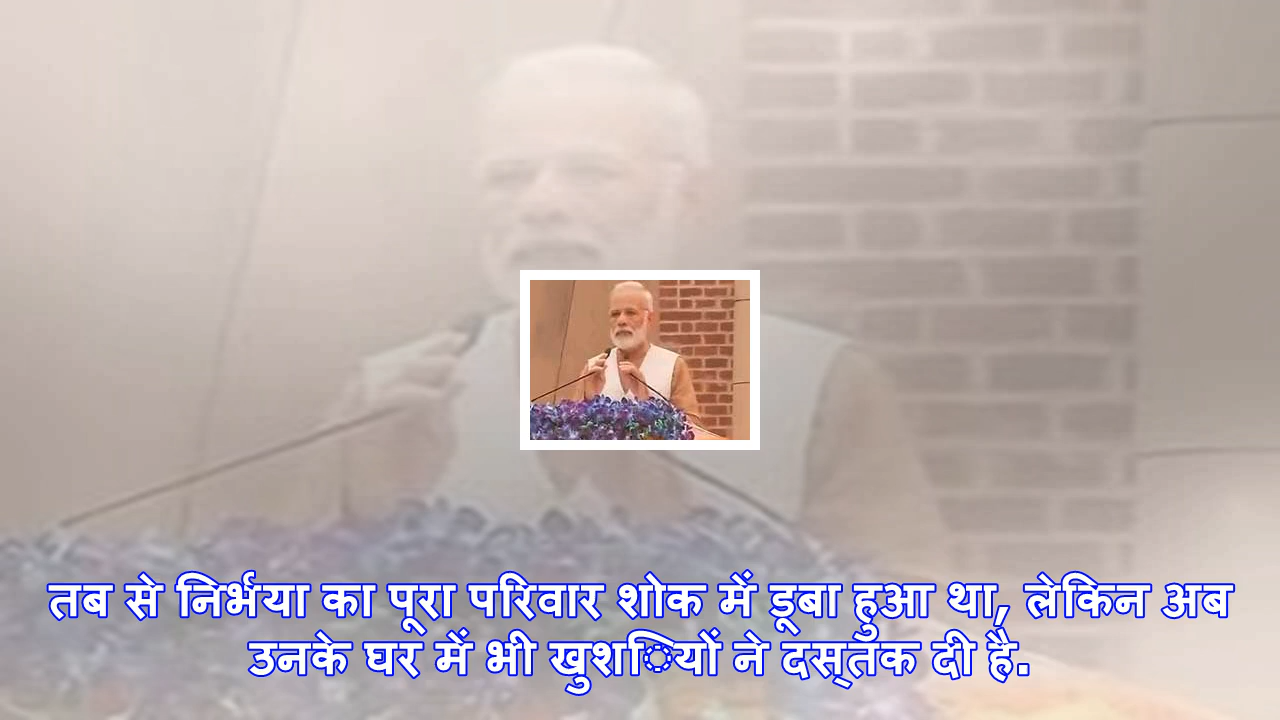 तब से निर्भया का पूरा परिवार शोक में डूबा हुआ था, लेकिन अब
उनके घर में भी खुशियों ने दस्तक दी है.